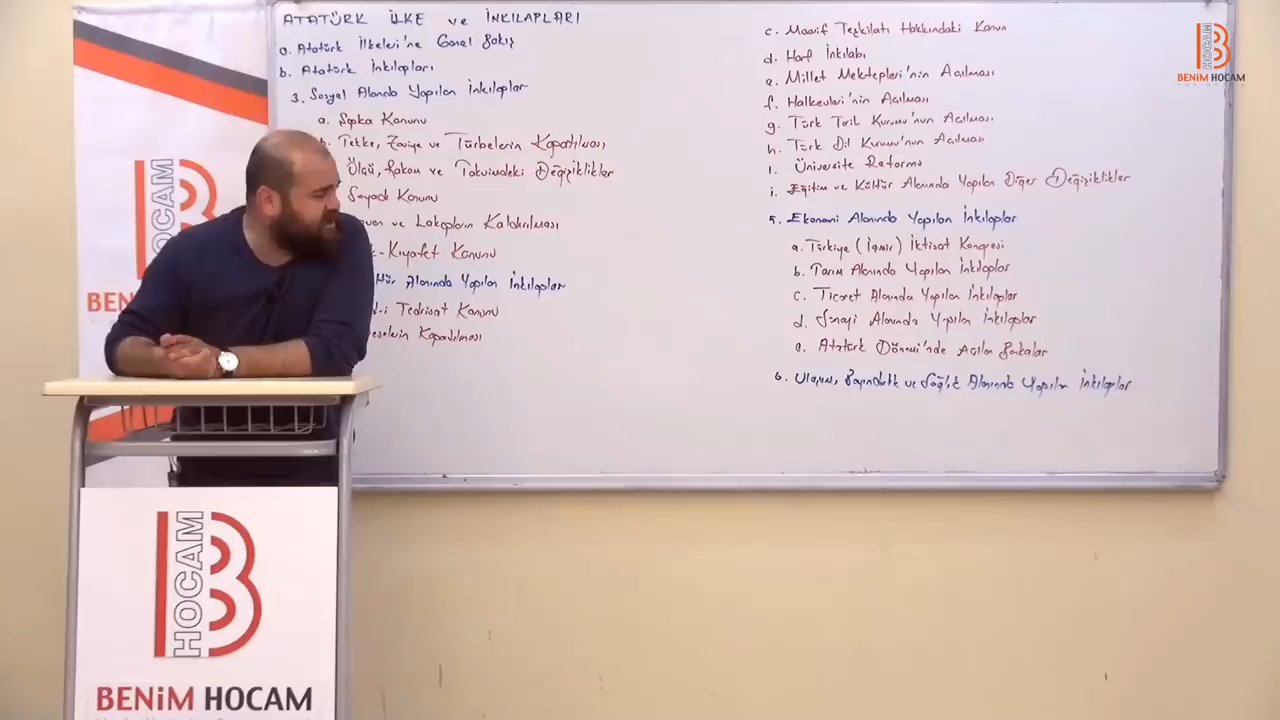 ATATÜRK İLKE ve İNKILAPLARI
a. Atatürk İlkeleri'ne Genel Bakış
b. Atatürk İnkılapları
3. Sosyal Alanda Yapılan İnkılaplar
a. Şapka Kanunu
b. Tekke, Zaviye ve Türbelerin Kapatılması
Ölçü, Rakam ve Takvimdeki Değişiklikler
Soyadı Kanunu
ve Lakapların Kaldırılması
Kıyafet Kanunu
Alanında Yapılan İnkılaplar
Tedrisat Kanunu
Kapatılması
c. Maarif Teşkilatı Hakkındaki Kanun
d. Harf İnkılabı
e. Millet Mektepleri'nin Açılması
f. Halkevleri'nin Açılması
g. Türk Tarih Kurumu'nun Açılması
h. Türk Dil Kurumu'nun Açılması
ı. Üniversite Reformu
i. Eğitim ve Kültür Alanında Yapılan Diğer Değişiklikler
5. Ekonomi Alanında Yapılan İnkılaplar
a. Türkiye (İzmir) İktisat Kongresi
b. Tarım Alanında Yapılan İnkılaplar
c. Ticaret Alanında Yapılan İnkılaplar
d. Sanayi Alanında Yapılan İnkılaplar
e. Atatürk Dönemi'nde Açılan Bankalar
6. Ulaşım, Bayındırlık ve Sağlık Alanında Yapılan İnkılaplar
HOCAM
BENİM HOCAM
HOCAM
BENİ
HOCAM
BENİM HOCAM